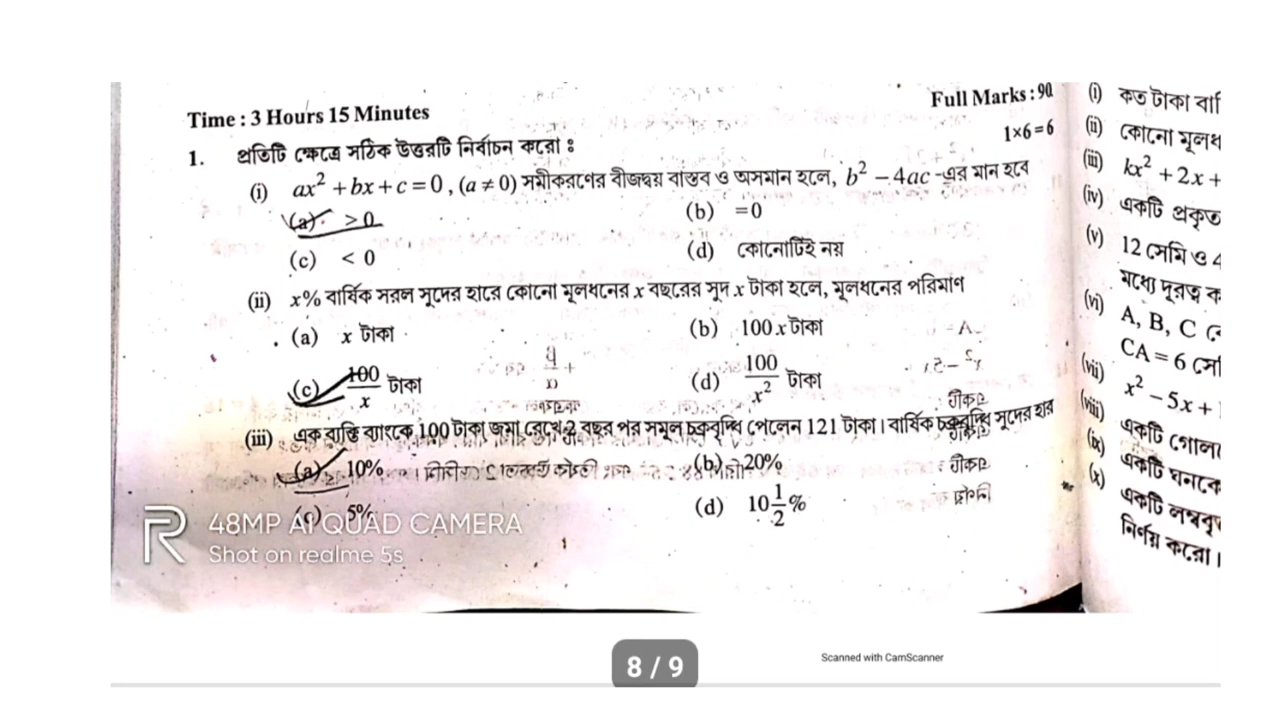 Time : 3 Hours 15 Minutes
Full Marks : 90
1. প্রতিটি ক্ষেত্রে সঠিক উত্তরটি নির্বাচন করো ঃ
1×6=6
(i) ax² + bx + c = 0 , (a ≠ 0) সমীকরণের বীজদ্বয় বাস্তব ও অসমান হলে, b² – 4ac -এর মান হবে
(a) > 0
(b) = 0
(c) < 0
(d) কোনোটিই নয়
(ii) x% বার্ষিক সরল সুদের হারে কোনো মূলধনের x বছরের সুদ x টাকা হলে, মূলধনের পরিমাণ
(a) x টাকা
(b) 100x টাকা
(c) 100/x টাকা
(d) 100/x² টাকা
(iii) এক ব্যক্তি ব্যাংকে 100 টাকা জমা রেখে 2 বছর পর সমূল চক্রবৃদ্ধি পেলেন 121 টাকা। বার্ষিক চক্রবৃদ্ধি সুদের হার
(a) 10%
(b) 20%
(c) 5%
(d) 10 1/2 %
(i) কত টাকা
(ii) কোনো
(iii) kx² + 2x +
(iv) একটি প্রকৃত
(v) 12 সেমি ও 4
মধ্যে দূরত্ব
(vi) A, B, C
CA = 6
(vii) x² – 5x +
(viii) একটি
(ix) একটি
(x) একটি
নির্ণয় করো।
R
48MP AI QUAD CAMERA
Shot on realme 5s
8 / 9
Scanned with CamScanner